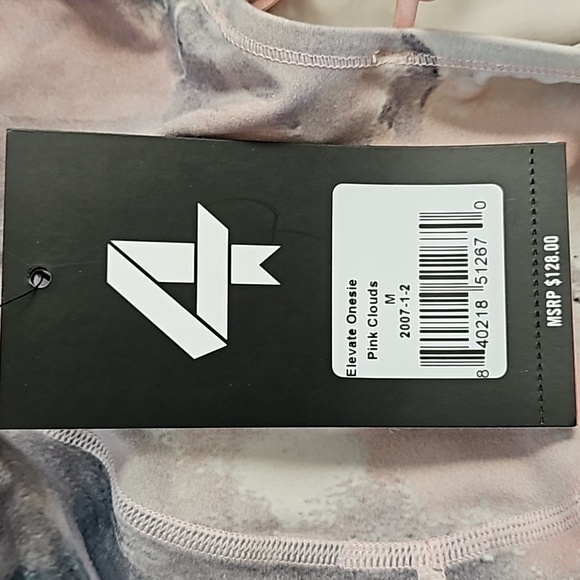 Elevate Onesie
Pink Clouds
M
2007-1-2
8 40218 51267 0
MSRP $128.00